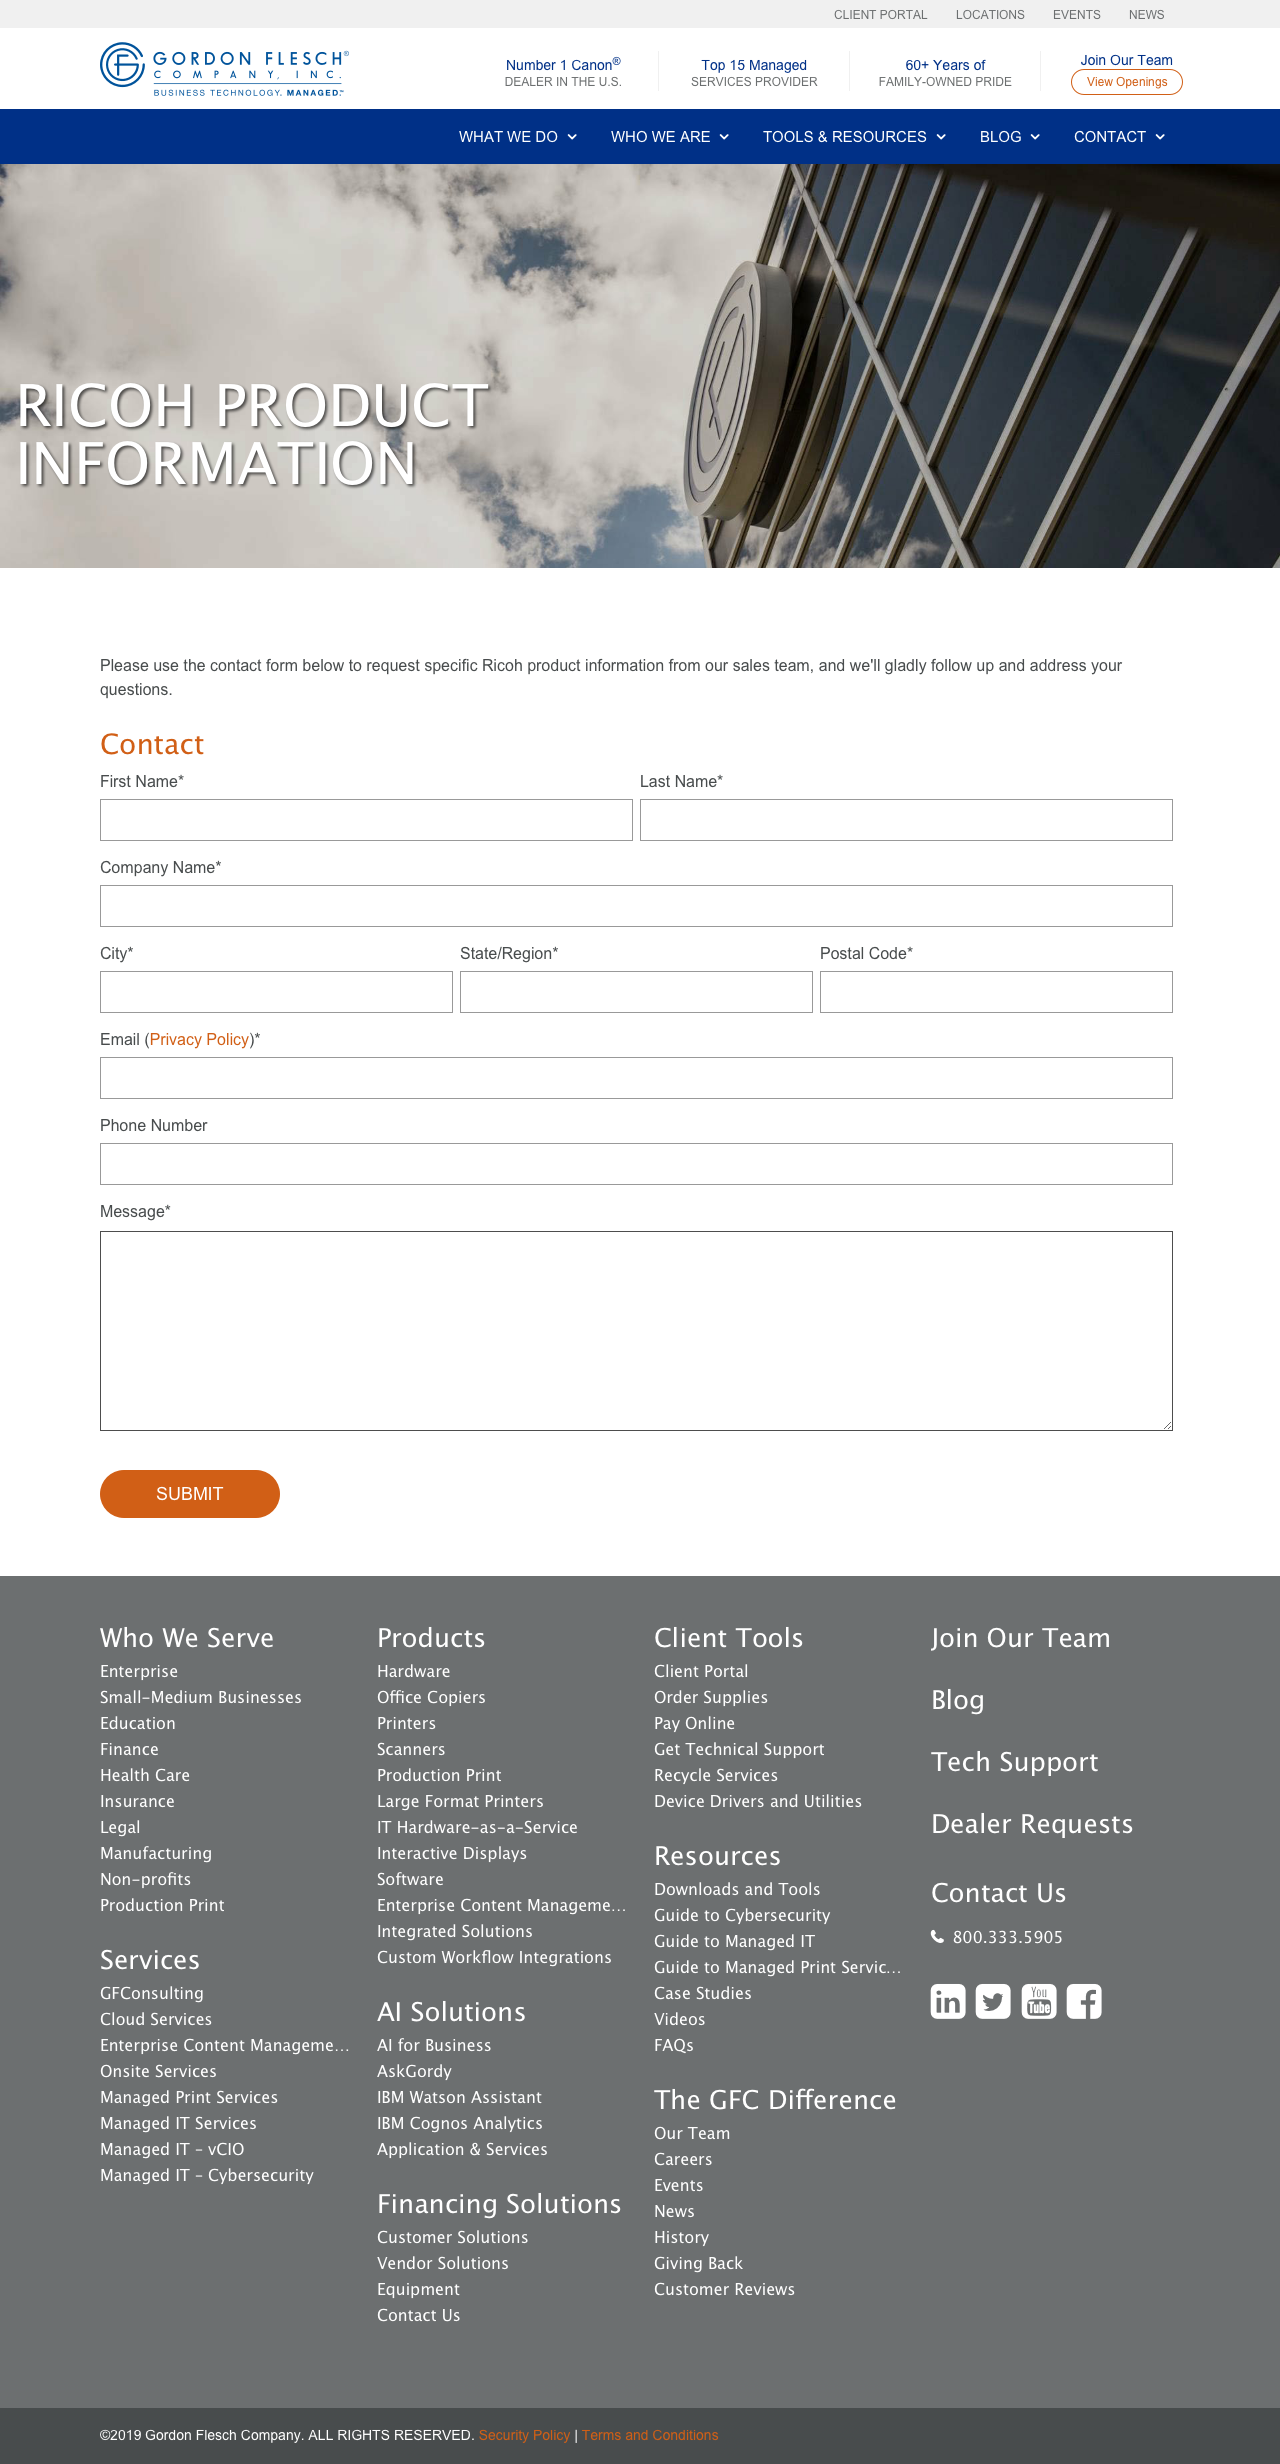 CLIENT PORTAL LOCATIONS EVENTS NEWS
GORDON FLESCH®
COMPANY, INC.
BUSINESS TECHNOLOGY. MANAGED.™
Number 1 Canon®
DEALER IN THE U.S.
Top 15 Managed
SERVICES PROVIDER
60+ Years of
FAMILY-OWNED PRIDE
Join Our Team
View Openings
WHAT WE DO WHO WE ARE TOOLS & RESOURCES BLOG CONTACT
RICOH PRODUCT
INFORMATION
Please use the contact form below to request specific Ricoh product information from our sales team, and we'll gladly follow up and address your
questions.
Contact
First Name* Last Name*
Company Name*
City* State/Region* Postal Code*
Email (Privacy Policy)*
Phone Number
Message*
SUBMIT
Who We Serve
Enterprise
Small-Medium Businesses
Education
Finance
Health Care
Insurance
Legal
Manufacturing
Non-profits
Production Print
Services
GFConsulting
Cloud Services
Enterprise Content Manageme...
Onsite Services
Managed Print Services
Managed IT Services
Managed IT - vCIO
Managed IT - Cybersecurity
Products
Hardware
Office Copiers
Printers
Scanners
Production Print
Large Format Printers
IT Hardware-as-a-Service
Interactive Displays
Software
Enterprise Content Manageme...
Integrated Solutions
Custom Workflow Integrations
AI Solutions
AI for Business
AskGordy
IBM Watson Assistant
IBM Cognos Analytics
Application & Services
Financing Solutions
Customer Solutions
Vendor Solutions
Equipment
Contact Us
Client Tools
Client Portal
Order Supplies
Pay Online
Get Technical Support
Recycle Services
Device Drivers and Utilities
Resources
Downloads and Tools
Guide to Cybersecurity
Guide to Managed IT
Guide to Managed Print Servic...
Case Studies
Videos
FAQs
The GFC Difference
Our Team
Careers
Events
News
History
Giving Back
Customer Reviews
Join Our Team
Blog
Tech Support
Dealer Requests
Contact Us
800.333.5905
in You Tube f
©2019 Gordon Flesch Company. ALL RIGHTS RESERVED. Security Policy | Terms and Conditions